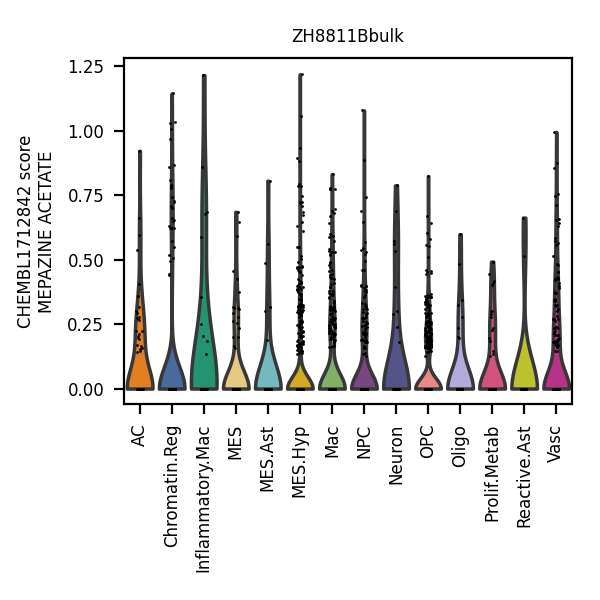 ZH8811Bbulk
CHEMBL1712842 score
MEPAZINE ACETATE
1.25
1.00
0.75
0.50
0.25
0.00
AC
Chromatin.Reg
Inflammatory.Mac
MES
MES.Ast
MES.Hyp
Mac
NPC
Neuron
OPC
Oligo
Prolif.Metab
Reactive.Ast
Vasc